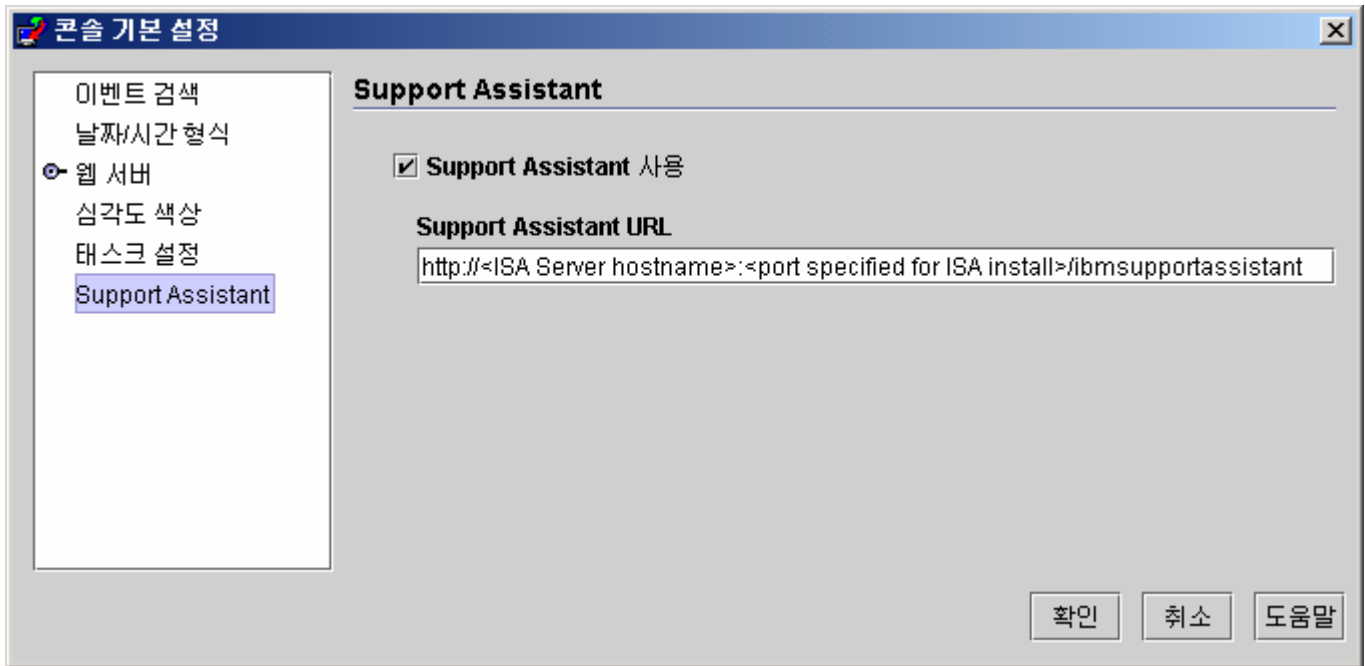 콘솔 기본 설정
이벤트 검색
날짜/시간 형식
웹 서버
심각도 색상
태스크 설정
Support Assistant
Support Assistant
Support Assistant 사용
Support Assistant URL
http://<ISA Server hostname>:<port specified for ISA install>/ibmsupportassistant
확인
취소
도움말